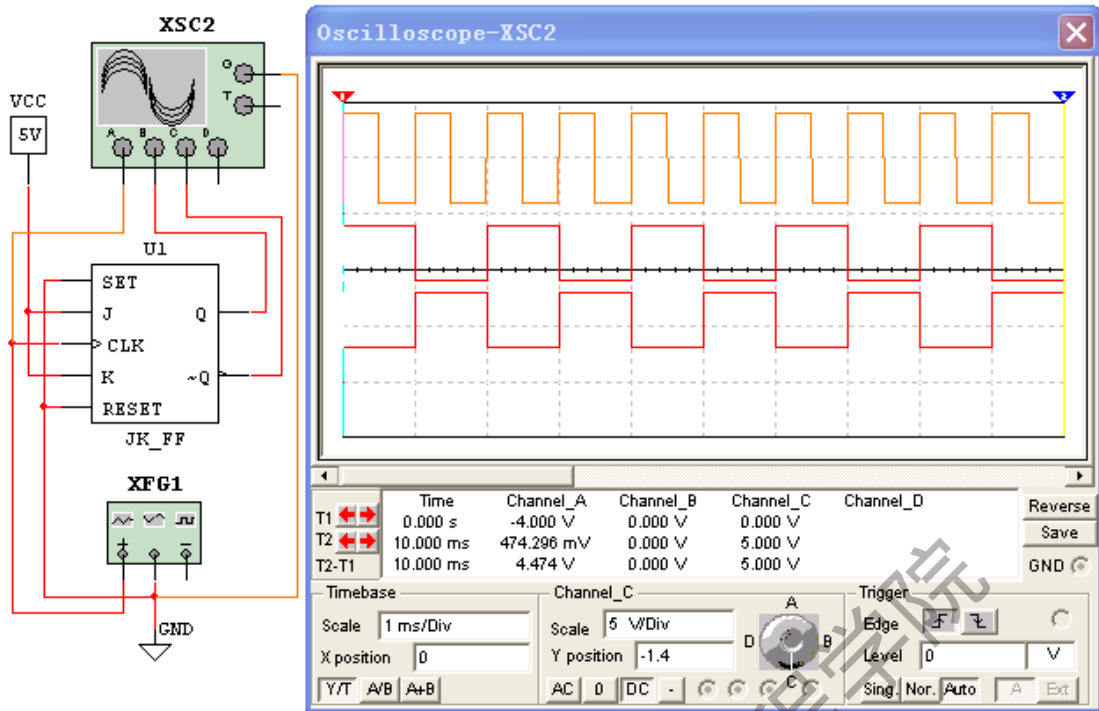 XSC2
G
T
A B C D
VCC
5V
U1
SET
J Q
CLK
K ~Q
RESET
JK_FF
XFG1
GND
Oscilloscope-XSC2
1 2
Time Channel_A Channel_B Channel_C Channel_D
T1 0.000 s -4.000 V 0.000 V 0.000 V
T2 10.000 ms 474.296 mV 0.000 V 5.000 V
T2-T1 10.000 ms 4.474 V 0.000 V 5.000 V
Reverse
Save
GND
Timebase
Scale 1 ms/Div
X position 0
Y/T A/B A+B
Channel_C
Scale 5 V/Div
Y position -1.4
AC 0 DC -
A
D B
C
Trigger
Edge
Level 0 V
Sing. Nor. Auto A Ext
学院